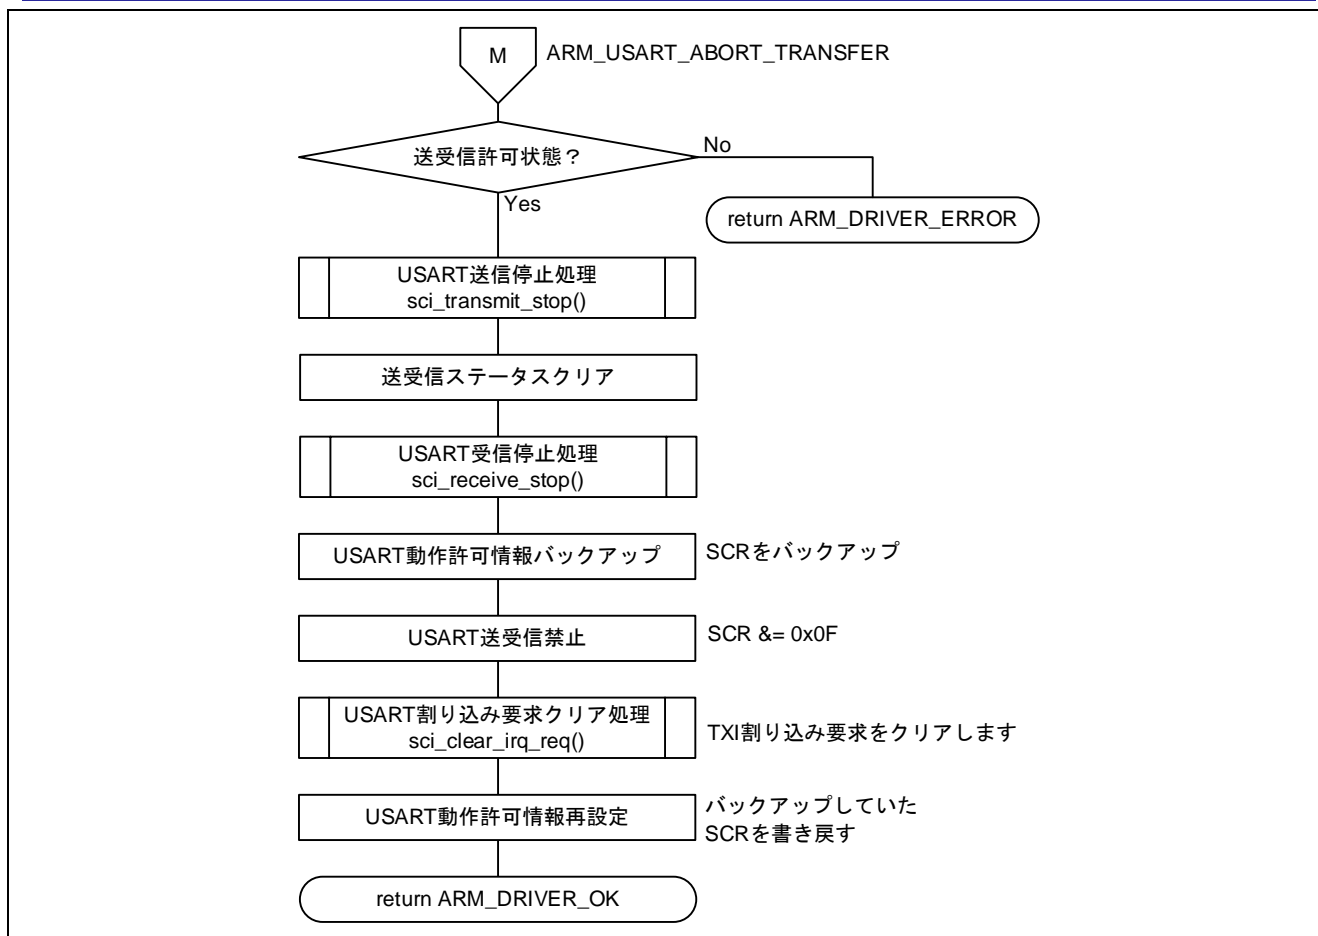 M
ARM_USART_ABORT_TRANSFER
送受信許可状態？
No
Yes
return ARM_DRIVER_ERROR
USART送信停止処理
sci_transmit_stop()
送受信ステータスクリア
USART受信停止処理
sci_receive_stop()
USART動作許可情報バックアップ
SCRをバックアップ
USART送受信禁止
SCR &= 0x0F
USART割り込み要求クリア処理
sci_clear_irq_req()
TXI割り込み要求をクリアします
USART動作許可情報再設定
バックアップしていた
SCRを書き戻す
return ARM_DRIVER_OK